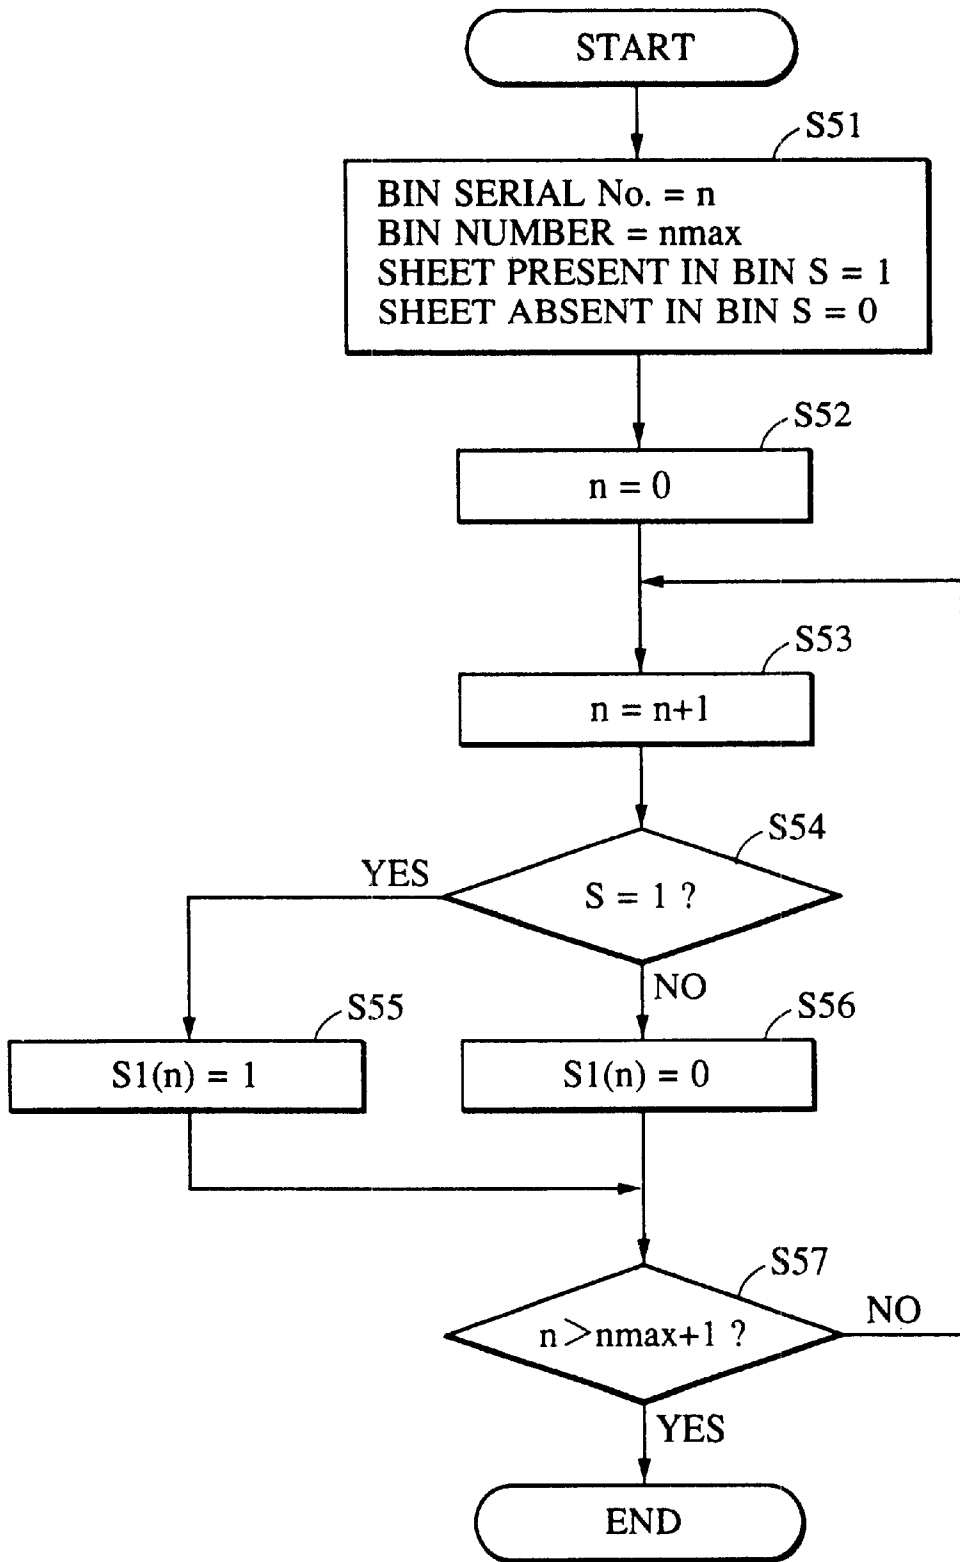 START
S51
BIN SERIAL No. = n
BIN NUMBER = nmax
SHEET PRESENT IN BIN S = 1
SHEET ABSENT IN BIN S = 0
S52
n = 0
S53
n = n+1
S54
YES
S = 1 ?
NO
S55
S56
S1(n) = 1
S1(n) = 0
S57
n>nmax+1 ?
NO
YES
END